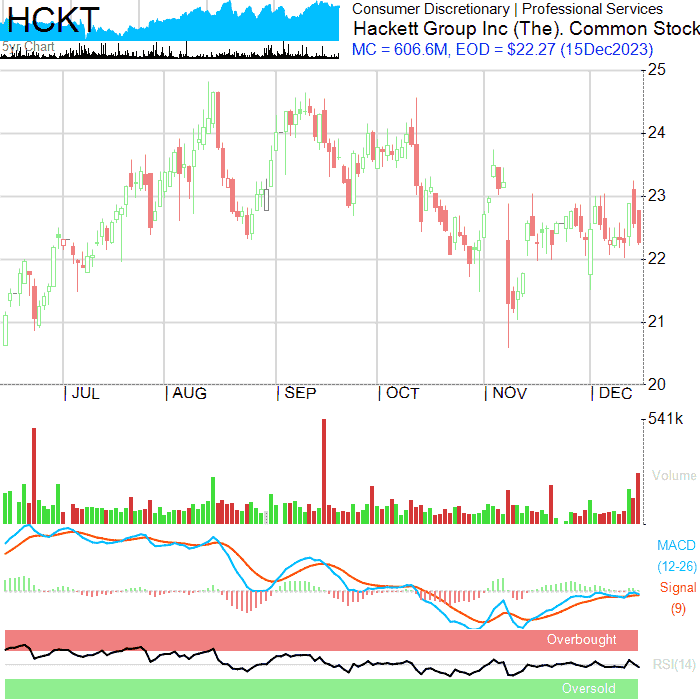 HCKT
5yr Chart
Consumer Discretionary | Professional Services
Hackett Group Inc (The). Common Stock
MC = 606.6M, EOD = $22.27 (15Dec2023)
25
24
23
22
21
20
| JUL | AUG | SEP | OCT | NOV | DEC
541k
Volume
MACD
(12-26)
Signal
(9)
Overbought
RSI(14)
Oversold